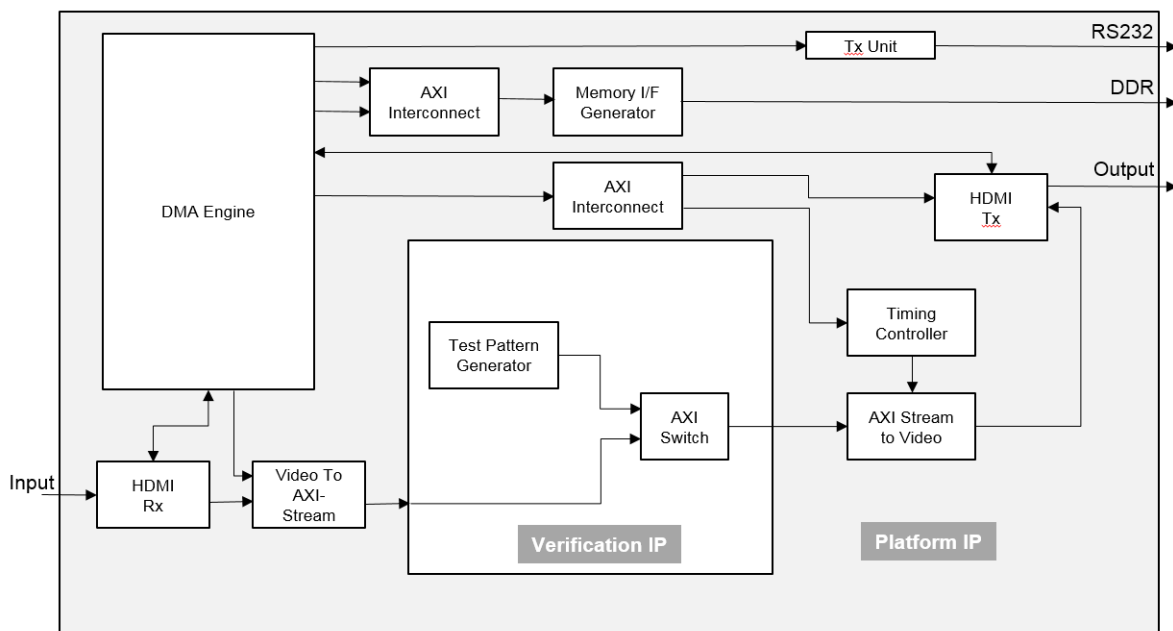 RS232
Tx Unit
DDR
AXI
Interconnect
Memory I/F
Generator
Output
DMA Engine
AXI
Interconnect
HDMI
Tx
Test Pattern
Generator
Timing
Controller
AXI
Switch
AXI Stream
to Video
Input
HDMI
Rx
Video To
AXI-
Stream
Verification IP
Platform IP